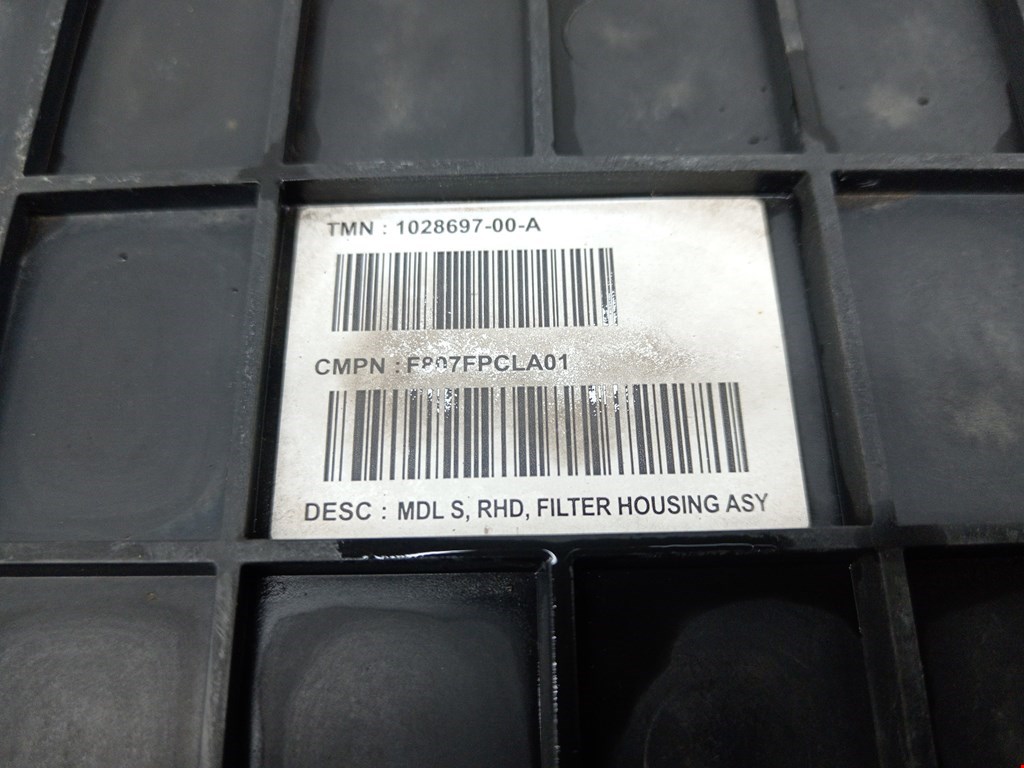 TMN : 1028697-00-A
CMPN : F807FPCLA01
DESC : MDL S, RHD, FILTER HOUSING ASY